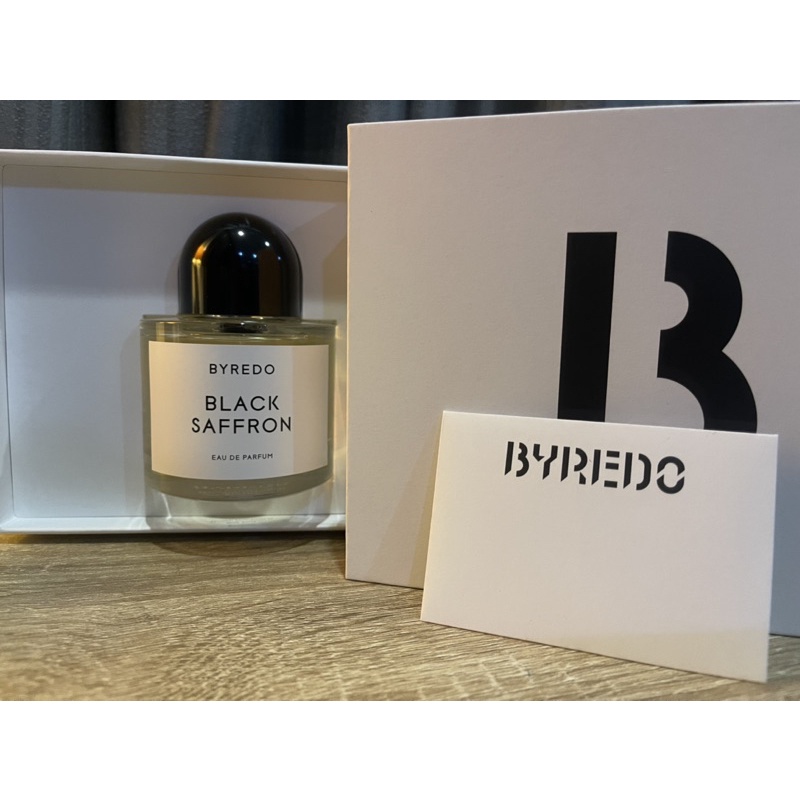 BYREDO
BLACK
SAFFRON
EAU DE PARFUM
B
BYREDO